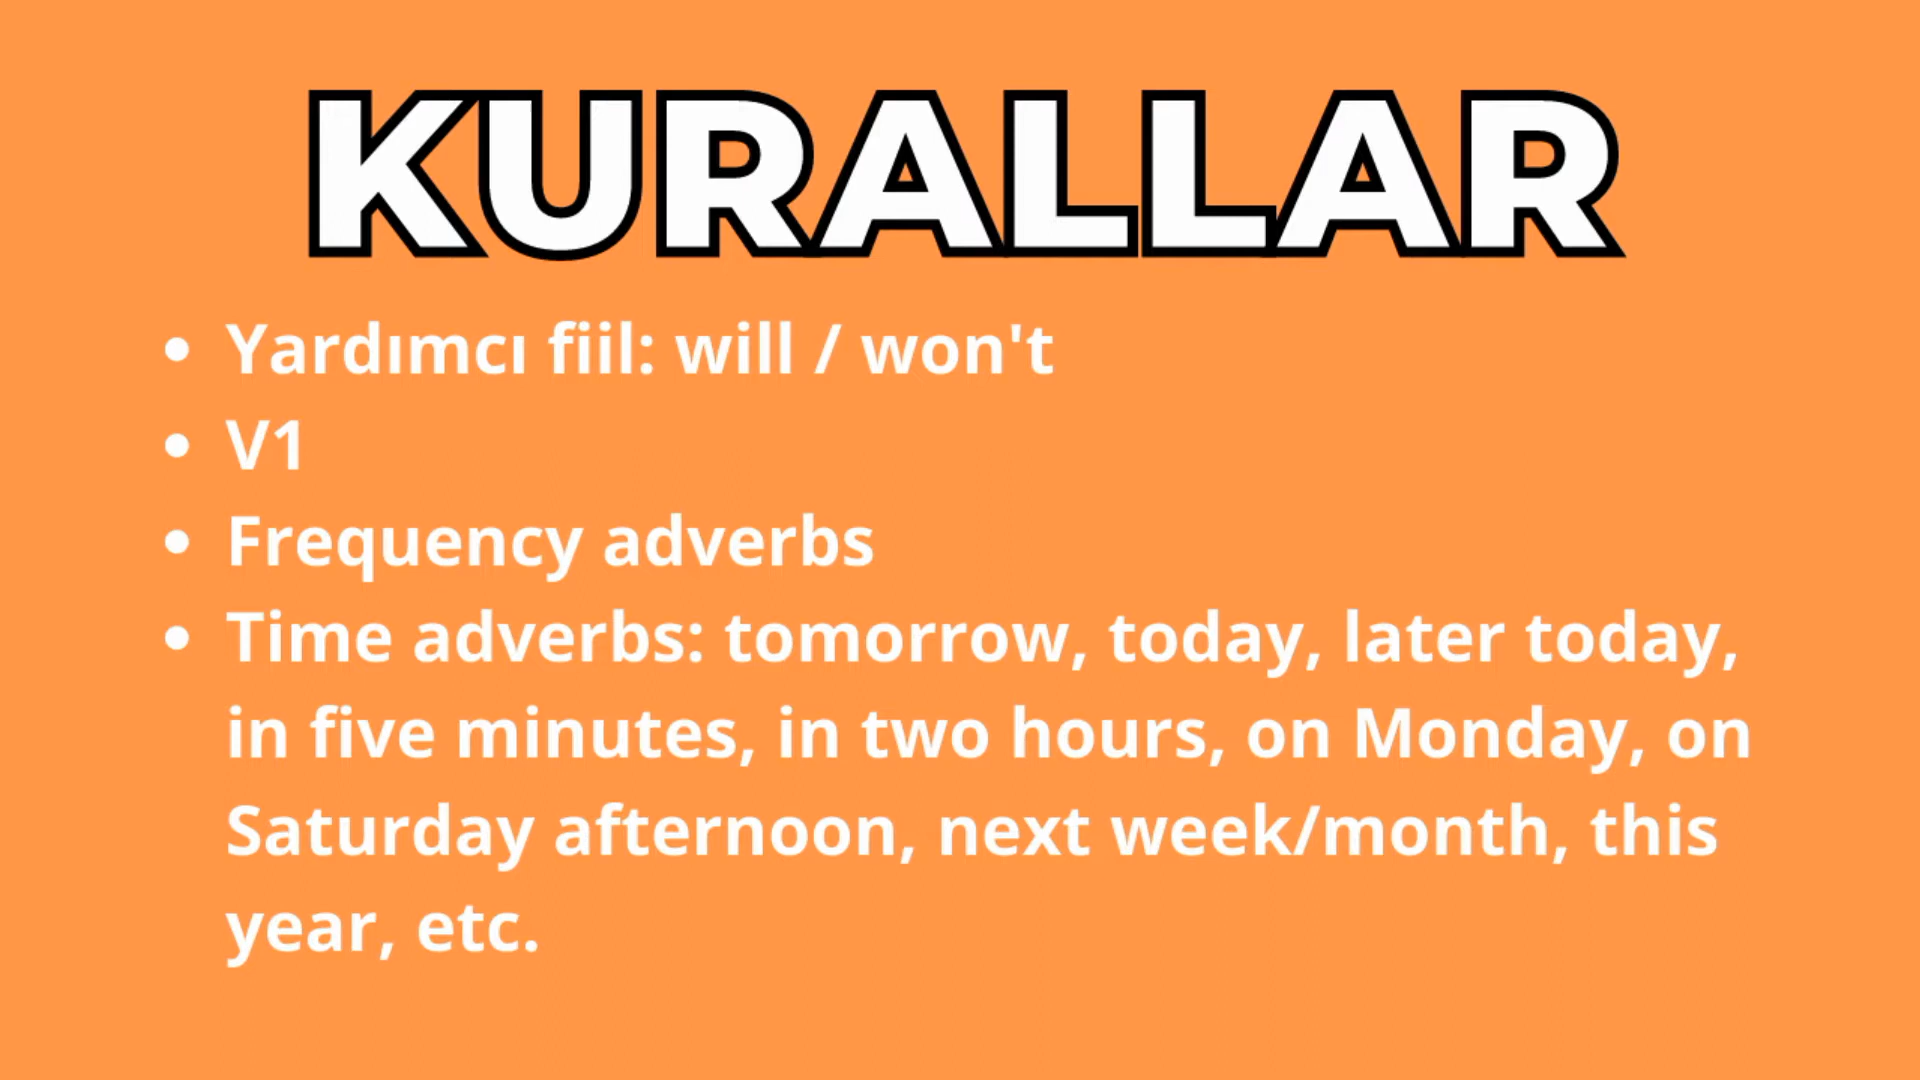 KURALLAR
• Yardımcı fiil: will / won't
• V1
• Frequency adverbs
• Time adverbs: tomorrow, today, later today,
in five minutes, in two hours, on Monday, on
Saturday afternoon, next week/month, this
year, etc.